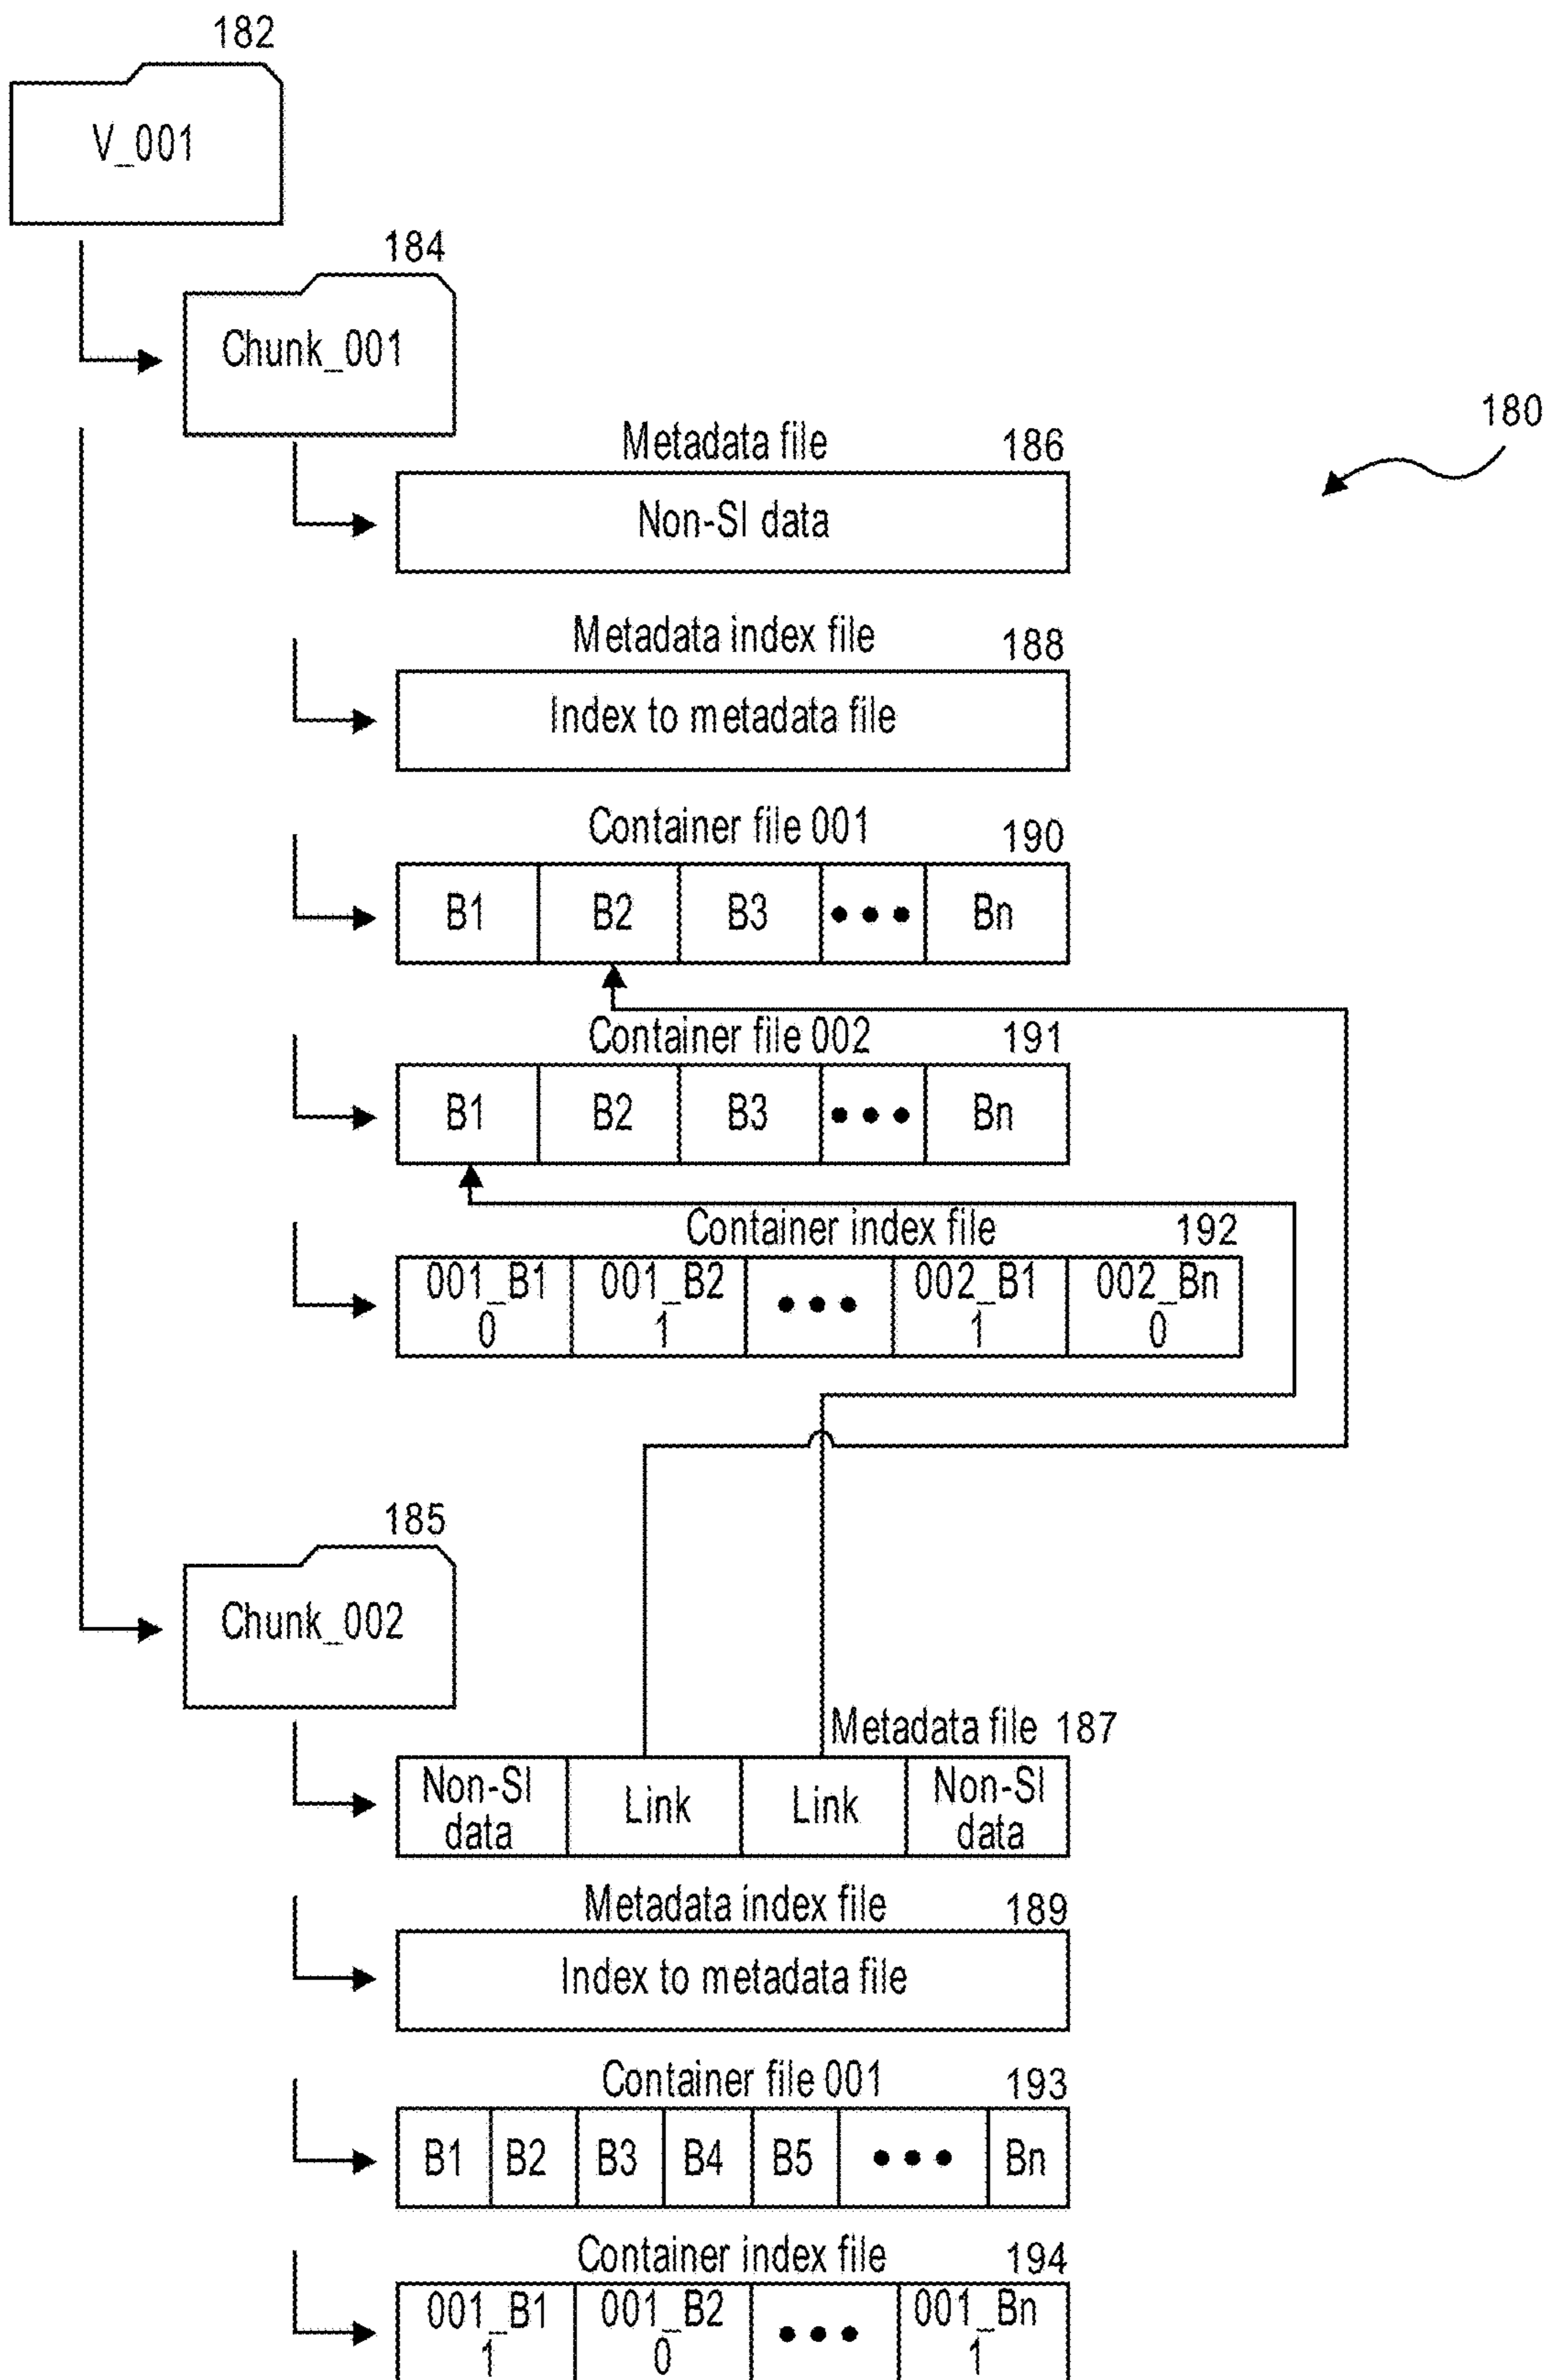 182
V_001
184
Chunk_001
180
Metadata file 186
Non-SI data
Metadata index file 188
Index to metadata file
Container file 001 190
B1 B2 B3 ••• Bn
Container file 002 191
B1 B2 B3 ••• Bn
Container index file 192
001_B1 001_B2 ••• 002_B1 002_Bn
0 1 1 0
185
Chunk_002
Metadata file 187
Non-SI Link Link Non-SI
data data
Metadata index file 189
Index to metadata file
Container file 001 193
B1 B2 B3 B4 B5 ••• Bn
Container index file 194
001_B1 001_B2 ••• 001_Bn
1 0 1